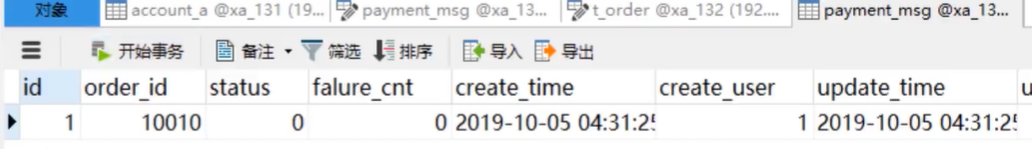 对象 account_a @xa_131 (19... payment_msg @xa_13... t_order @xa_132 (192.... payment_msg @xa_13...
开始事务 备注 筛选 排序 导入 导出
id order_id status falure_cnt create_time create_user update_time u
1 10010 0 0 2019-10-05 04:31:25 1 2019-10-05 04:31:25